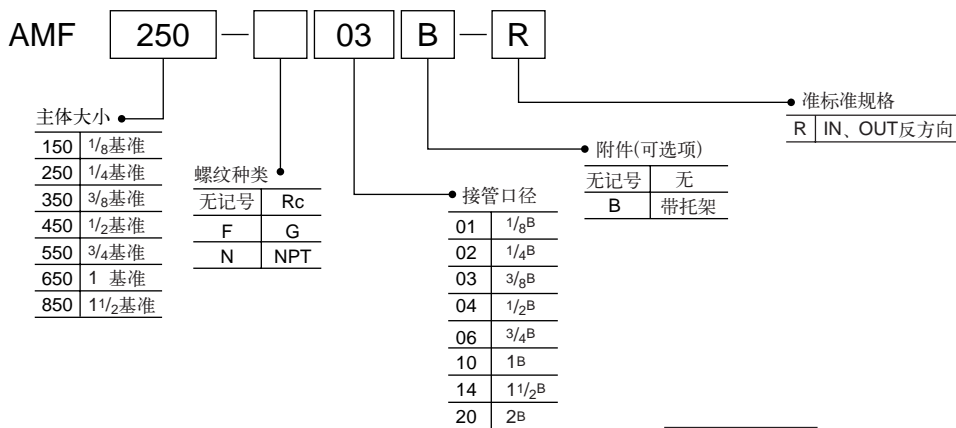 AMF 250 — 03 B — R
主体大小
150 1/8基准
250 1/4基准
350 3/8基准
450 1/2基准
550 3/4基准
650 1 基准
850 11/2基准
螺纹种类
无记号 Rc
F G
N NPT
接管口径
01 1/8B
02 1/4B
03 3/8B
04 1/2B
06 3/4B
10 1B
14 11/2B
20 2B
附件(可选项)
无记号 无
B 带托架
准标准规格
R IN、OUT反方向